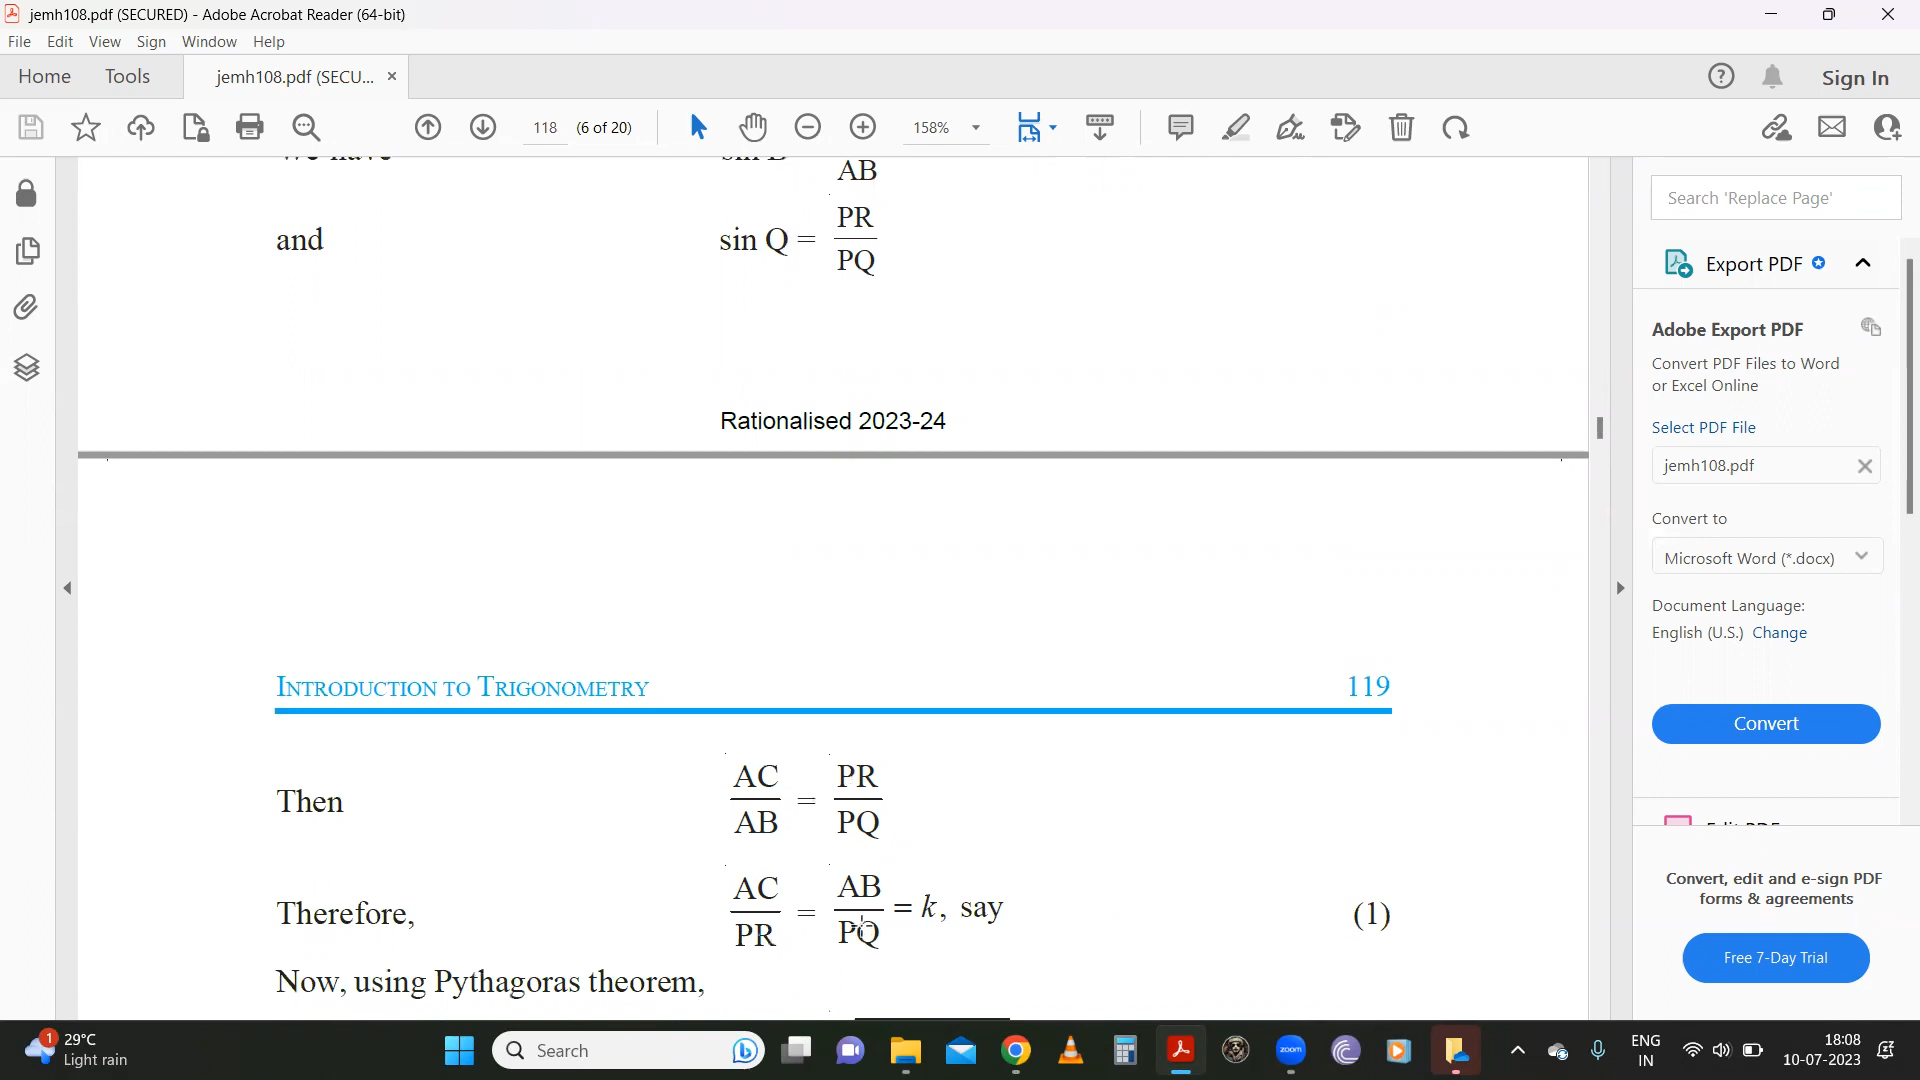 jemh108.pdf (SECURED) - Adobe Acrobat Reader (64-bit)
File Edit View Sign Window Help
Home Tools jemh108.pdf (SECU... × Sign In
118 (6 of 20) 158%
AB
and sin Q = PR/PQ
Rationalised 2023-24
INTRODUCTION TO TRIGONOMETRY 119
Then AC/AB = PR/PQ
Therefore, AC/PR = AB/PQ = k, say (1)
Now, using Pythagoras theorem,
Search 'Replace Page'
Export PDF
Adobe Export PDF
Convert PDF Files to Word
or Excel Online
Select PDF File
jemh108.pdf
Convert to
Microsoft Word (*.docx)
Document Language:
English (U.S.) Change
Convert
Convert, edit and e-sign PDF
forms & agreements
Free 7-Day Trial
1
29°C
Light rain
Search
zoom
ENG
IN
18:08
10-07-2023